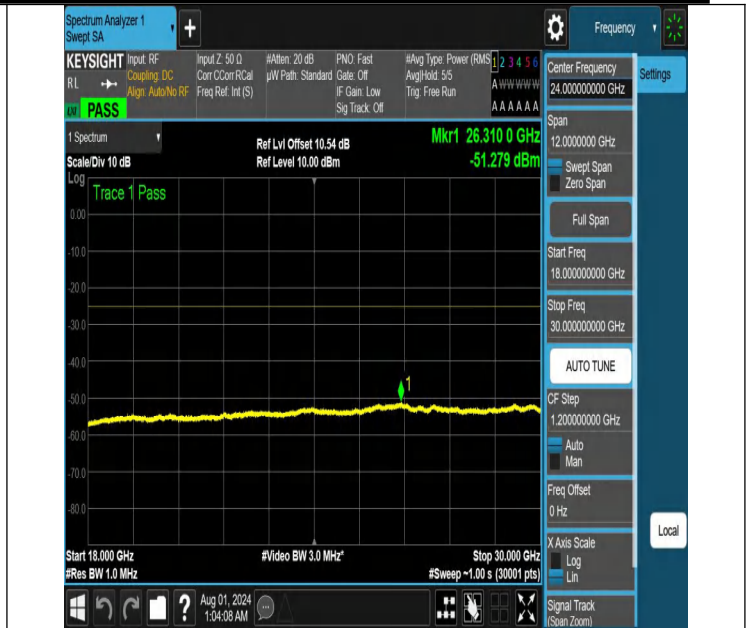 Spectrum Analyzer 1
Swept SA
+
Frequency
KEYSIGHT
RL
PASS
Input: RF
Coupling: DC
Align: Auto/No RF
Input Z: 50 Ω
Corr CCorr RCal
Freq Ref: Int (S)
#Atten: 20 dB
µW Path: Standard
PNO: Fast
Gate: Off
IF Gain: Low
Sig Track: Off
#Avg Type: Power (RMS
Avg|Hold: 5/5
Trig: Free Run
1 2 3 4 5 6
A W W W W W
A A A A A A
1 Spectrum
Scale/Div 10 dB
Ref Lvl Offset 10.54 dB
Ref Level 10.00 dBm
Mkr1 26.310 0 GHz
-51.279 dBm
Log
Trace 1 Pass
0.00
-10.0
-20.0
-30.0
-40.0
-50.0
-60.0
-70.0
-80.0
1
Start 18.000 GHz
#Res BW 1.0 MHz
#Video BW 3.0 MHz*
Stop 30.000 GHz
#Sweep ~1.00 s (30001 pts)
Center Frequency
24.000000000 GHz
Settings
Span
12.0000000 GHz
Swept Span
Zero Span
Full Span
Start Freq
18.000000000 GHz
Stop Freq
30.000000000 GHz
AUTO TUNE
CF Step
1.200000000 GHz
Auto
Man
Freq Offset
0 Hz
X Axis Scale
Log
Lin
Local
Signal Track
(Span Zoom)
?
Aug 01, 2024
1:04:08 AM